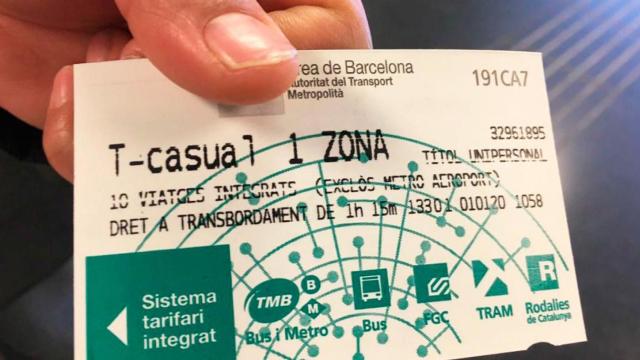 rea de Barcelona
Autoritat del Transport
Metropolità
191CA7
32961895
T-casual 1 ZONA
TÍTOL UNIPERSONAL
10 VIATGES INTEGRATS (EXCLÒS METRO AEROPORT)
DRET A TRANSBORDAMENT DE 1h 15m 13301 010120 1058
Sistema
tarifari
integrat
TMB
B
M
Bus i Metro
Bus
FGC
TRAM
R
Rodalies
de Catalunya